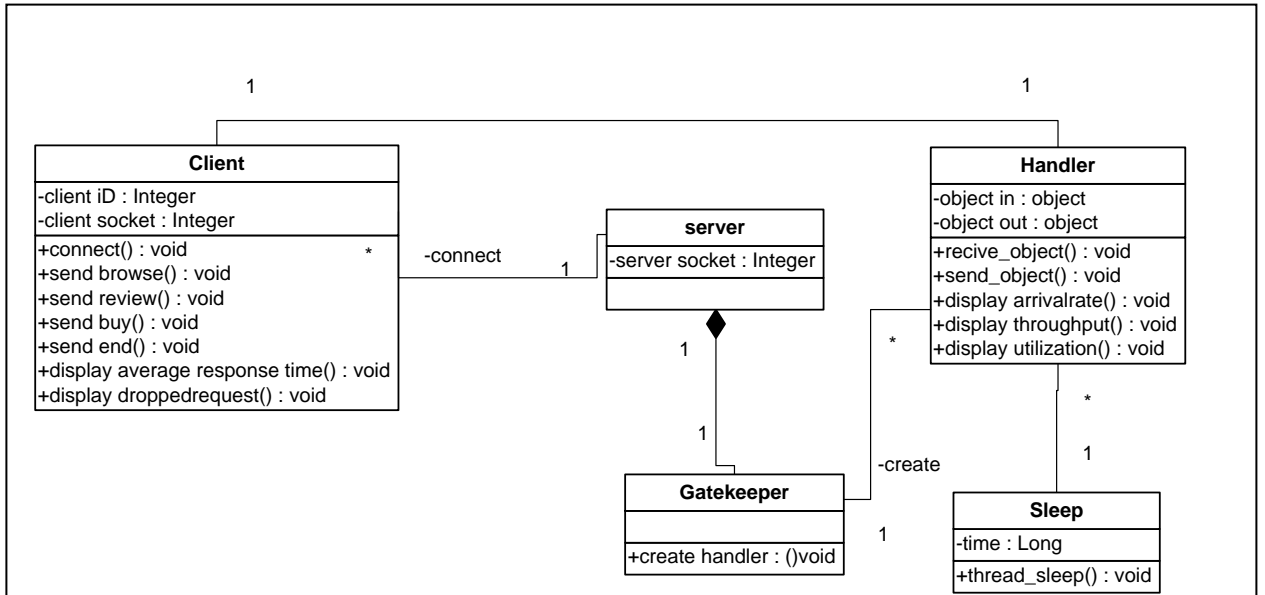 1
1
Client
-client iD : Integer
-client socket : Integer
+connect() : void
+send browse() : void
+send review() : void
+send buy() : void
+send end() : void
+display average response time() : void
+display droppedrequest() : void
*
-connect
1
server
-server socket : Integer
Handler
-object in : object
-object out : object
+recive_object() : void
+send_object() : void
+display arrivalrate() : void
+display throughput() : void
+display utilization() : void
1
1
*
-create
1
Gatekeeper
+create handler : ()void
*
1
Sleep
-time : Long
+thread_sleep() : void